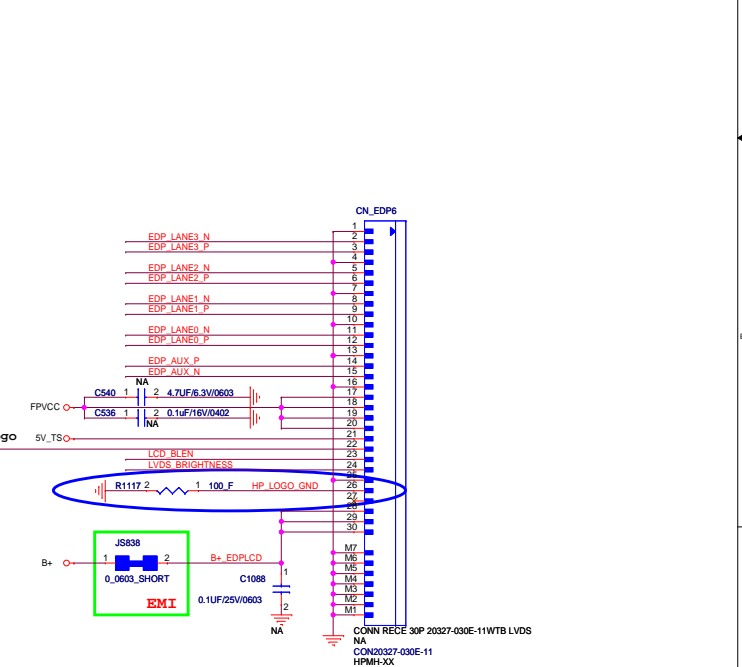 CN_EDP6
1
EDP_LANE3_N 2
EDP_LANE3_P 3
4
EDP_LANE2_N 5
EDP_LANE2_P 6
7
EDP_LANE1_N 8
EDP_LANE1_P 9
10
EDP_LANE0_N 11
EDP_LANE0_P 12
13
EDP_AUX_P 14
EDP_AUX_N 15
NA 16
C540 1 2 4.7UF/6.3V/0603 17
FPVCC 18
C536 1 2 0.1uF/16V/0402 19
NA 20
go 5V_TS 21
22
LCD_BLEN 23
LVDS_BRIGHTNESS 24
25
R1117 2 1 100_F HP_LOGO_GND 26
27
28
29
30
JS838
M7
B+ 1 2 B+_EDPLCD M6
M5
0_0603_SHORT C1088 1 M4
M3
EMI 0.1UF/25V/0603 2 M2
M1
NA
CONN RECE 30P 20327-030E-11WTB LVDS
NA
CON20327-030E-11
HPMH-XX